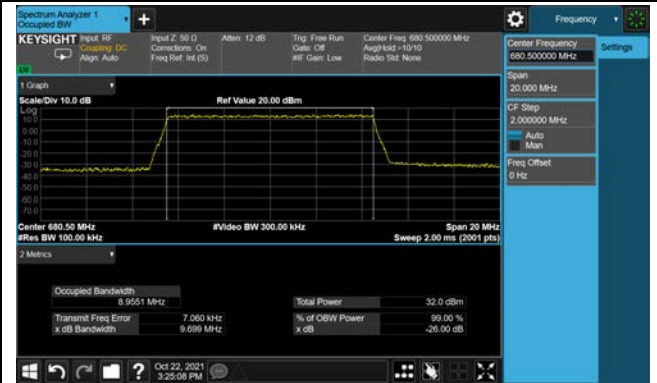 Spectrum Analyzer 1
Occupied BW
Frequency
KEYSIGHT
Input: RF
Coupling: DC
Align: Auto
Input Z: 50 Ω
Corrections: On
Freq Ref: Int (S)
Atten: 12 dB
Trig: Free Run
Gate: Off
#IF Gain: Low
Center Freq: 680.500000 MHz
Avg|Hold:>10/10
Radio Std: None
Center Frequency
680.500000 MHz
Settings
Span
20.000 MHz
CF Step
2.000000 MHz
Auto
Man
Freq Offset
0 Hz
1 Graph
Scale/Div 10.0 dB
Ref Value 20.00 dBm
Log
10.0
0.00
-10.0
-20.0
-30.0
-40.0
-50.0
-60.0
-70.0
Center 680.50 MHz
#Video BW 300.00 kHz
Span 20 MHz
#Res BW 100.00 kHz
Sweep 2.00 ms (2001 pts)
2 Metrics
Occupied Bandwidth
8.9551 MHz
Total Power
32.0 dBm
Transmit Freq Error
7.060 kHz
% of OBW Power
99.00 %
x dB Bandwidth
9.699 MHz
x dB
-26.00 dB
Oct 22, 2021
3:25:08 PM